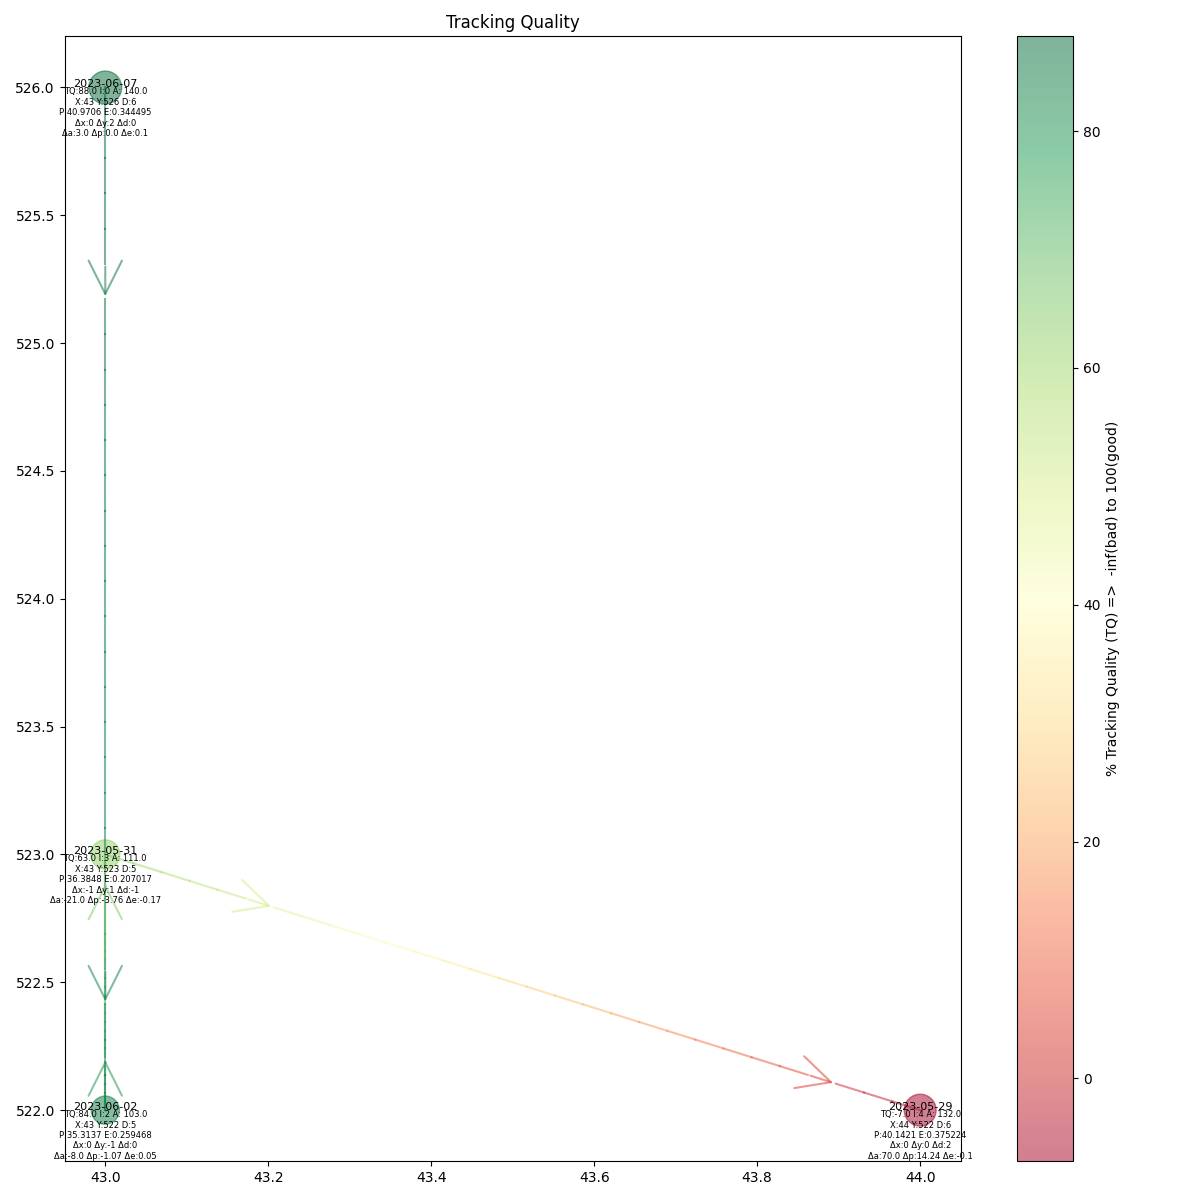 Tracking Quality
2023-06-07
TQ:88.0 I:0 A: 140.0
X:43 Y:526 D:6
P:40.9706 E:0.344495
Δx:0 Δy:2 Δd:0
Δa:3.0 Δp:0.0 Δe:0.1
2023-05-31
TQ:63.0 I:3 A: 111.0
X:43 Y:523 D:5
P:36.3848 E:0.207017
Δx:-1 Δy:1 Δd:-1
Δa:-21.0 Δp:-3.76 Δe:-0.17
2023-06-02
TQ:84.0 I:2 A: 103.0
X:43 Y:522 D:5
P:35.3137 E:0.259468
Δx:0 Δy:-1 Δd:0
Δa:-8.0 Δp:-1.07 Δe:0.05
2023-05-29
TQ:-7.0 I:4 A: 132.0
X:44 Y:522 D:6
P:40.1421 E:0.375224
Δx:0 Δy:0 Δd:2
Δa:70.0 Δp:14.24 Δe:-0.1
526.0
525.5
525.0
524.5
524.0
523.5
523.0
522.5
522.0
43.0 43.2 43.4 43.6 43.8 44.0
80
60
40
20
0
% Tracking Quality (TQ) => -inf(bad) to 100(good)